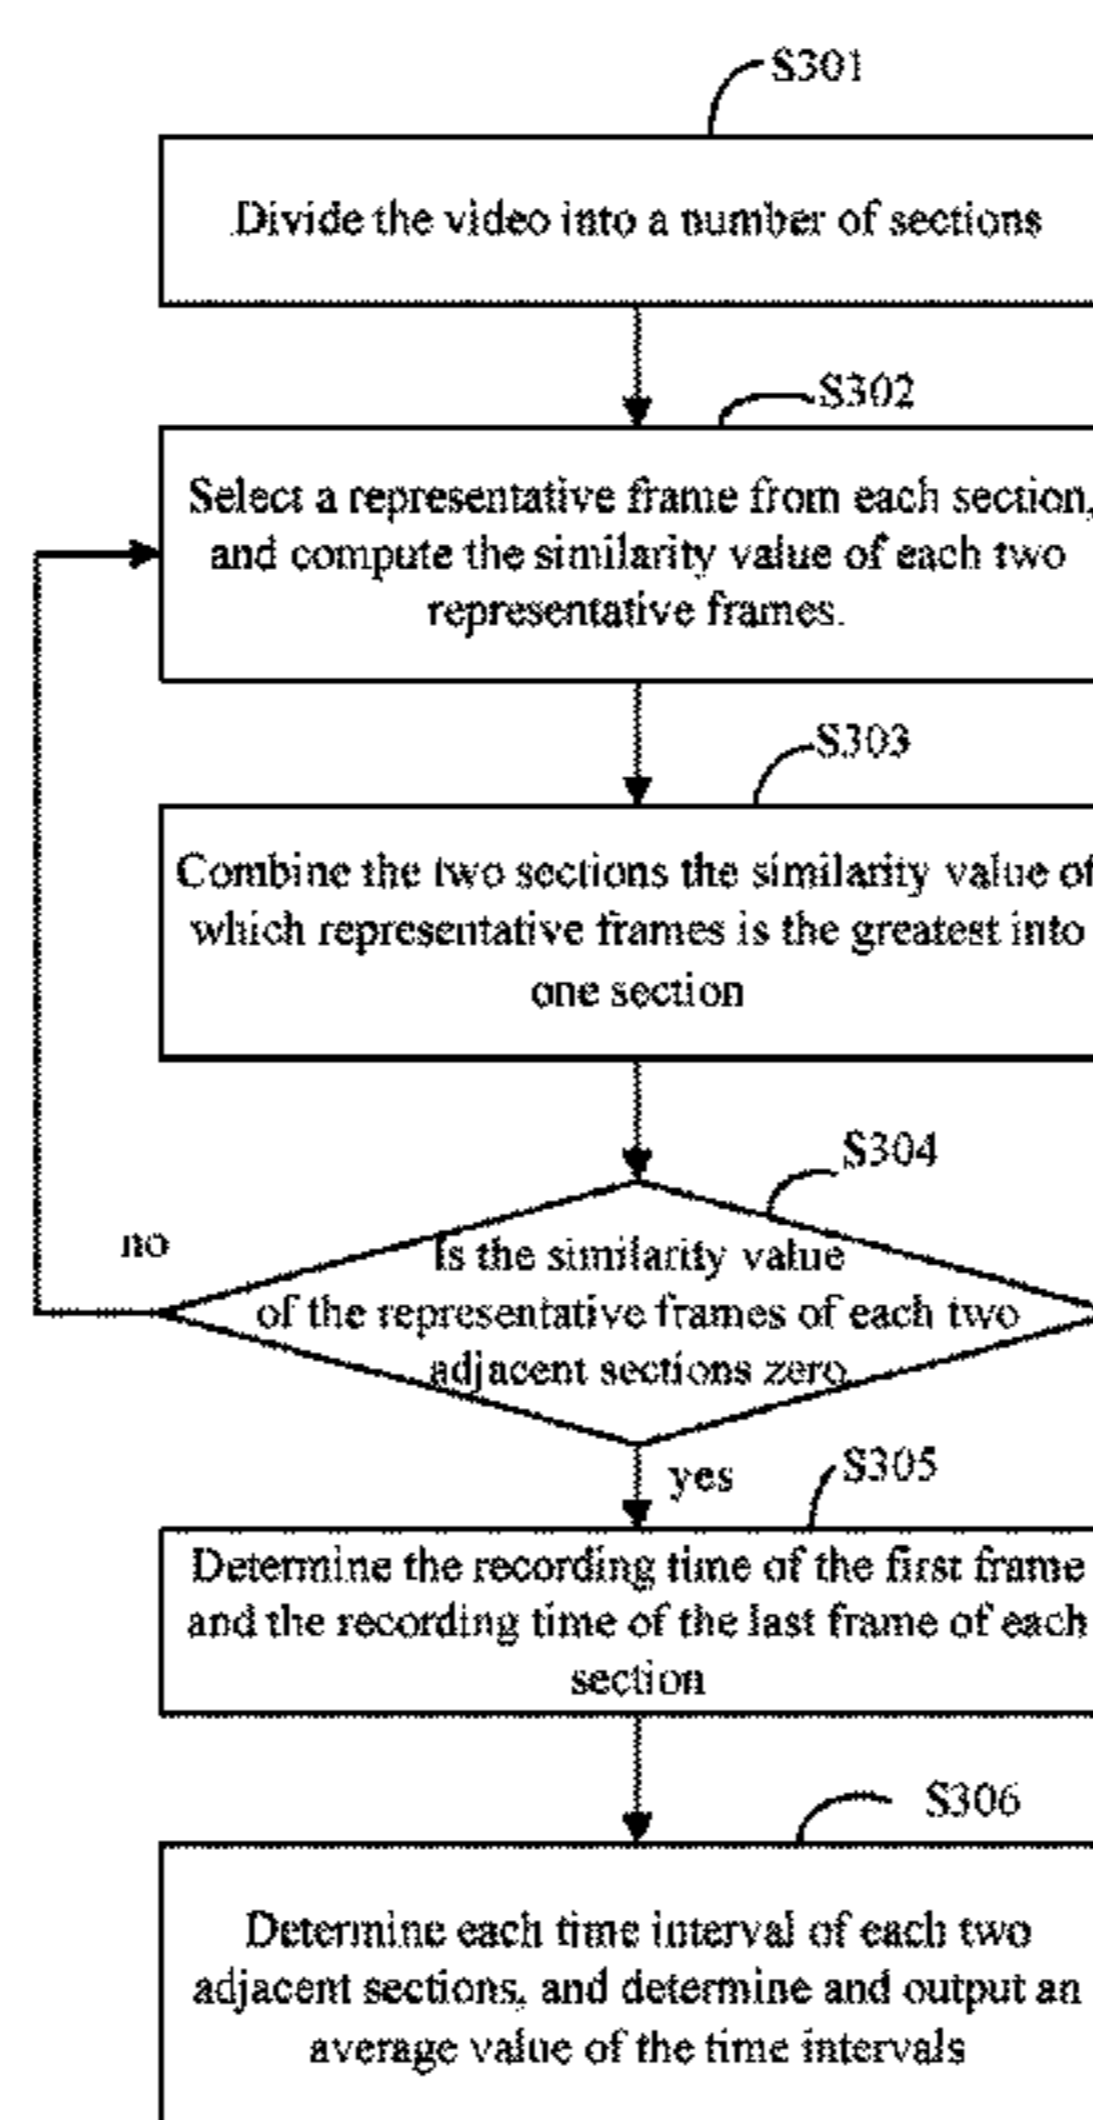 S301
Divide the video into a number of sections
S302
Select a representative frame from each section,
and compute the similarity value of each two
representative frames.
S303
Combine the two sections the similarity value of
which representative frames is the greatest into
one section
S304
no
Is the similarity value
of the representative frames of each two
adjacent sections zero
yes
S305
Determine the recording time of the first frame
and the recording time of the last frame of each
section
S306
Determine each time interval of each two
adjacent sections, and determine and output an
average value of the time intervals